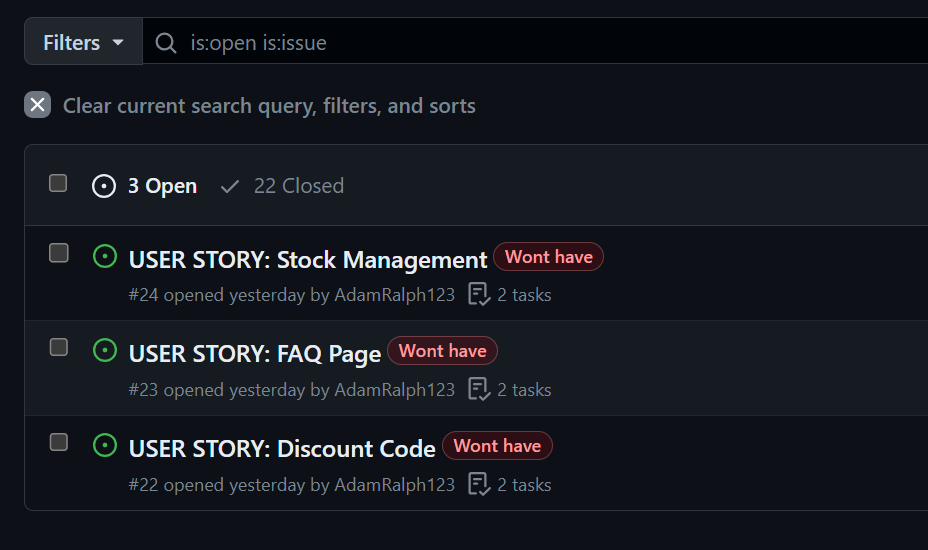 Filters is:open is:issue
Clear current search query, filters, and sorts
3 Open 22 Closed
USER STORY: Stock Management Wont have
#24 opened yesterday by AdamRalph123 2 tasks
USER STORY: FAQ Page Wont have
#23 opened yesterday by AdamRalph123 2 tasks
USER STORY: Discount Code Wont have
#22 opened yesterday by AdamRalph123 2 tasks